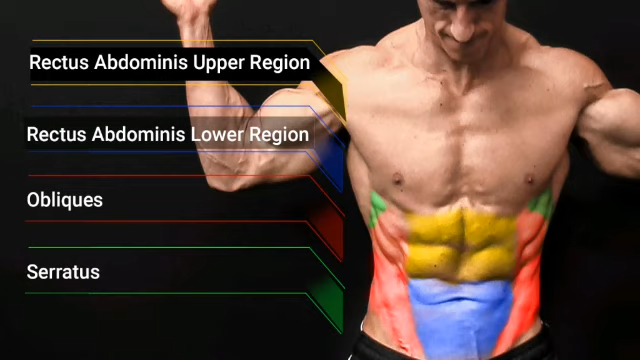 Rectus Abdominis Upper Region
Rectus Abdominis Lower Region
Obliques
Serratus